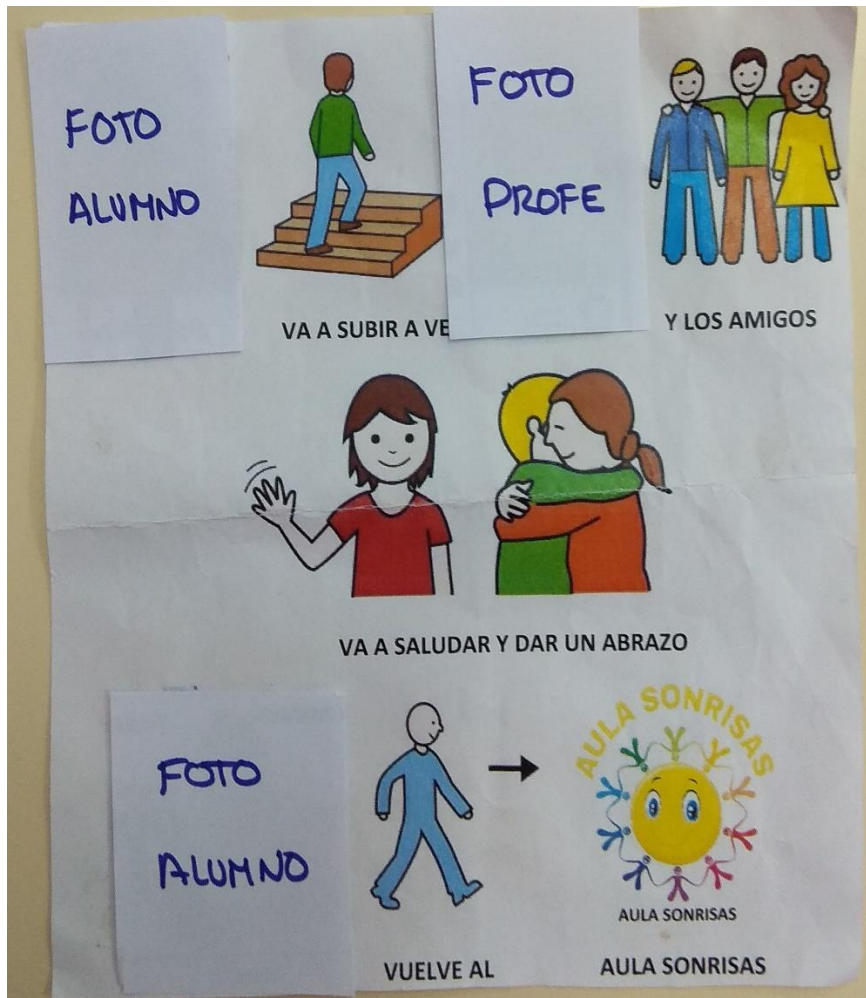 FOTO
ALUMNO
FOTO
PROFE
VA A SUBIR A VE
Y LOS AMIGOS
VA A SALUDAR Y DAR UN ABRAZO
FOTO
ALUMNO
AULA SONRISAS
AULA SONRISAS
VUELVE AL
AULA SONRISAS